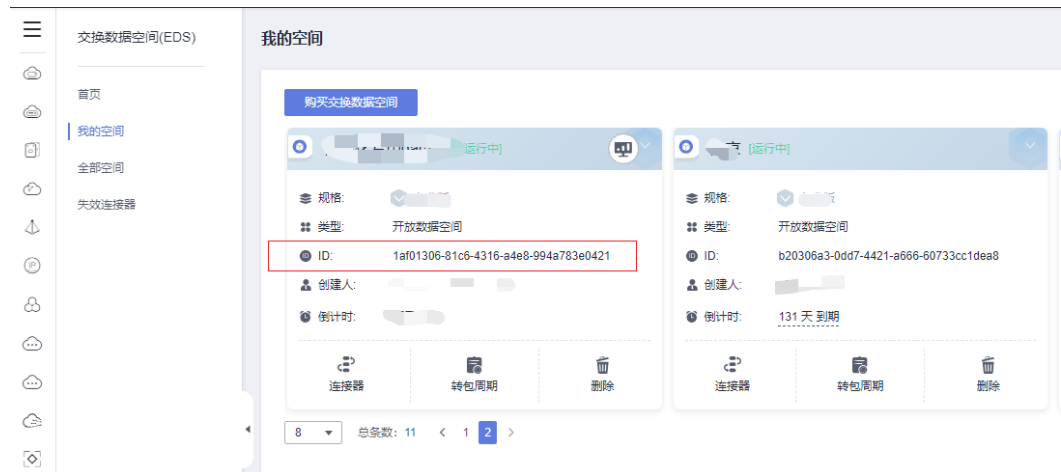 交换数据空间(EDS)
首页
我的空间
全部空间
失效连接器
我的空间
购买交换数据空间
[运行中]
规格:
类型: 开放数据空间
ID: 1af01306-81c6-4316-a4e8-994a783e0421
创建人:
倒计时:
连接器 转包周期 删除
[运行中]
规格:
类型: 开放数据空间
ID: b20306a3-0dd7-4421-a666-60733cc1dea8
创建人:
倒计时: 131 天 到期
连接器 转包周期 删除
8 总条数: 11 < 1 2 >